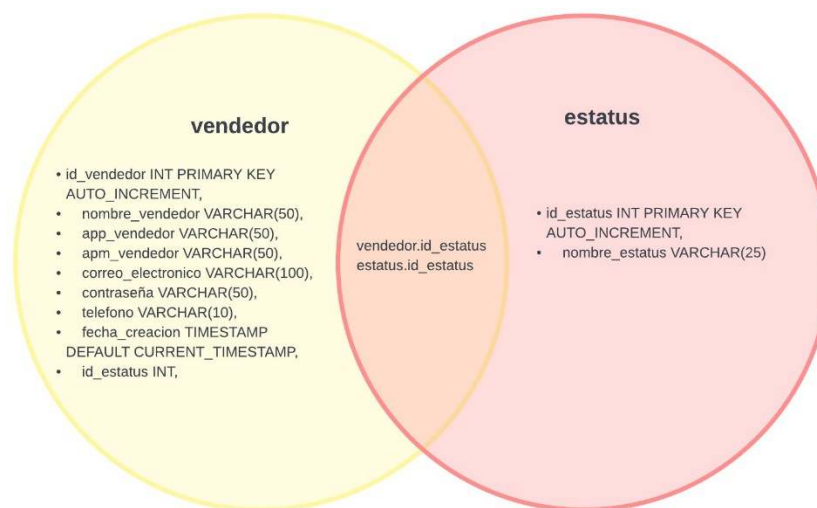 vendedor
• id_vendedor INT PRIMARY KEY
AUTO_INCREMENT,
• nombre_vendedor VARCHAR(50),
• app_vendedor VARCHAR(50),
• apm_vendedor VARCHAR(50),
• correo_electronico VARCHAR(100),
• contraseña VARCHAR(50),
• telefono VARCHAR(10),
• fecha_creacion TIMESTAMP
DEFAULT CURRENT_TIMESTAMP,
• id_estatus INT,
vendedor.id_estatus
estatus.id_estatus
estatus
• id_estatus INT PRIMARY KEY
AUTO_INCREMENT,
• nombre_estatus VARCHAR(25)